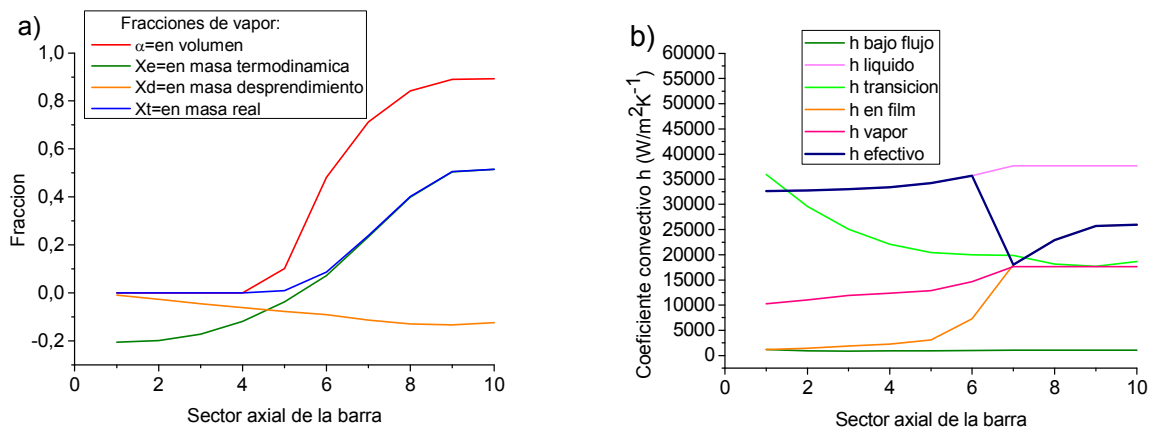 a)
Fracciones de vapor:
α=en volumen
Xe=en masa termodinamica
Xd=en masa desprendimiento
Xt=en masa real
1,0
0,8
0,6
0,4
0,2
0,0
-0,2
Fraccion
0 2 4 6 8 10
Sector axial de la barra
b)
h bajo flujo
h liquido
h transicion
h en film
h vapor
h efectivo
60000
55000
50000
45000
40000
35000
30000
25000
20000
15000
10000
5000
0
Coeficiente convectivo h (W/m²K⁻¹)
0 2 4 6 8 10
Sector axial de la barra